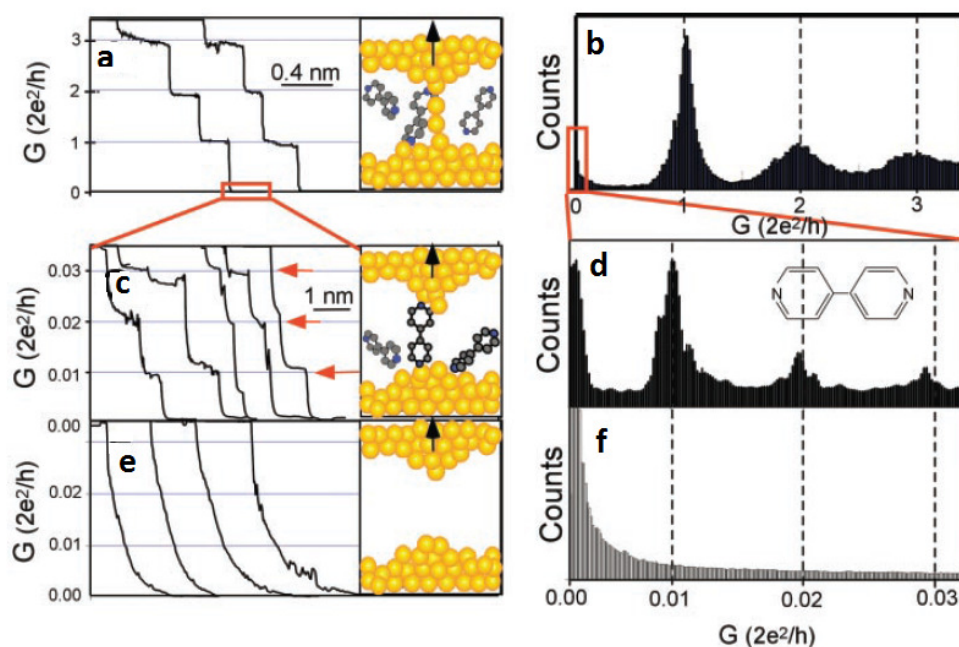 a
G (2e²/h)
3
2
1
0
0.4 nm
b
Counts
0
1
2
3
G (2e²/h)
c
G (2e²/h)
0.03
0.02
0.01
1 nm
d
Counts
N
N
e
G (2e²/h)
0.00
0.02
0.01
0.00
f
Counts
0.00
0.01
0.02
0.03
G (2e²/h)